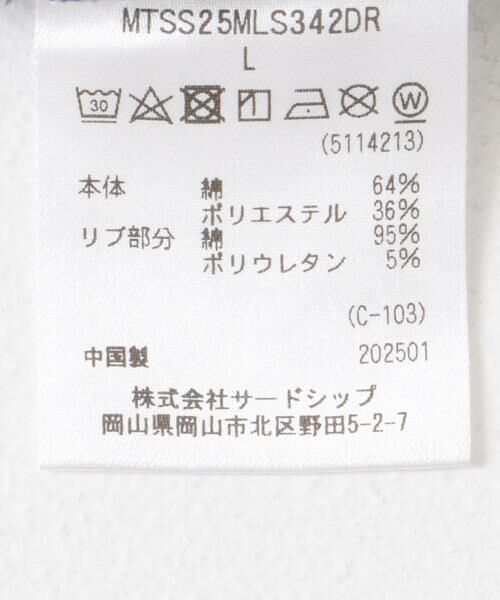 MTSS25MLS342DR
L
30 W
(5114213)
本体 綿 64%
ポリエステル 36%
リブ部分 綿 95%
ポリウレタン 5%
(C-103)
中国製 202501
株式会社サードシップ
岡山県岡山市北区野田5-2-7